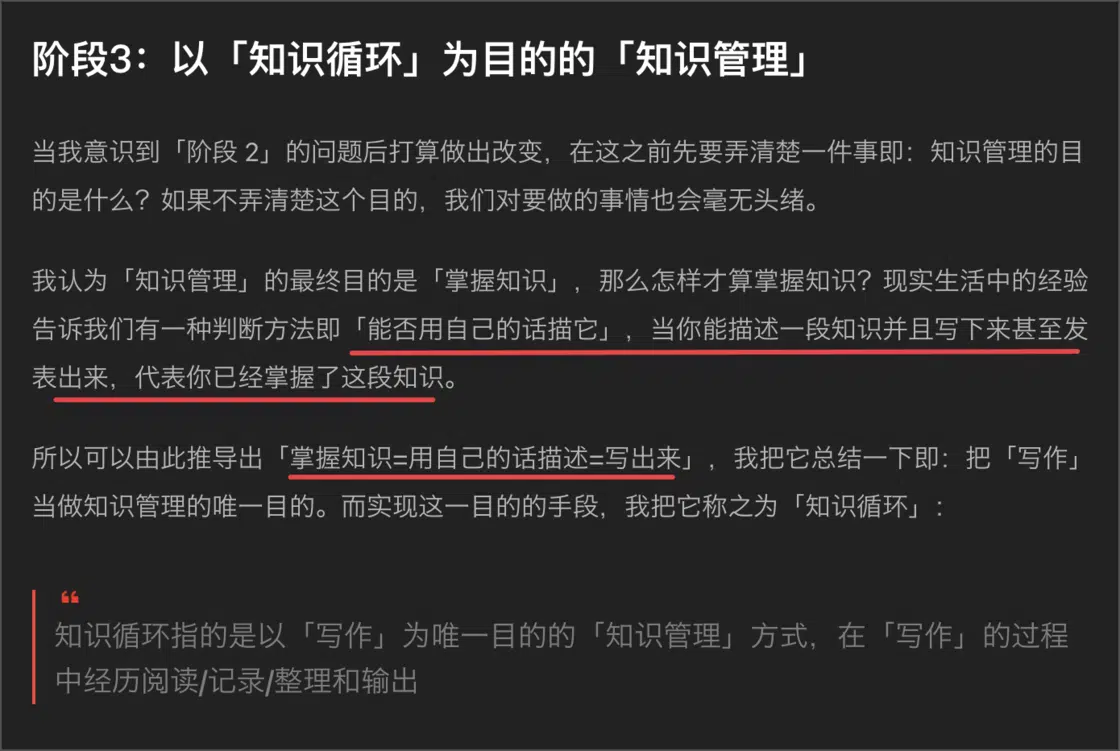 阶段3：以「知识循环」为目的的「知识管理」
当我意识到「阶段 2」的问题后打算做出改变，在这之前先要弄清楚一件事即：知识管理的目
的是什么？如果不弄清楚这个目的，我们对要做的事情也会毫无头绪。
我认为「知识管理」的最终目的是「掌握知识」，那么怎样才算掌握知识？现实生活中的经验
告诉我们有一种判断方法即「能否用自己的话描它」，当你能描述一段知识并且写下来甚至发
表出来，代表你已经掌握了这段知识。
所以可以由此推导出「掌握知识=用自己的话描述=写出来」，我把它总结一下即：把「写作」
当做知识管理的唯一目的。而实现这一目的的手段，我把它称之为「知识循环」：
“
知识循环指的是以「写作」为唯一目的的「知识管理」方式，在「写作」的过程
中经历阅读/记录/整理和输出